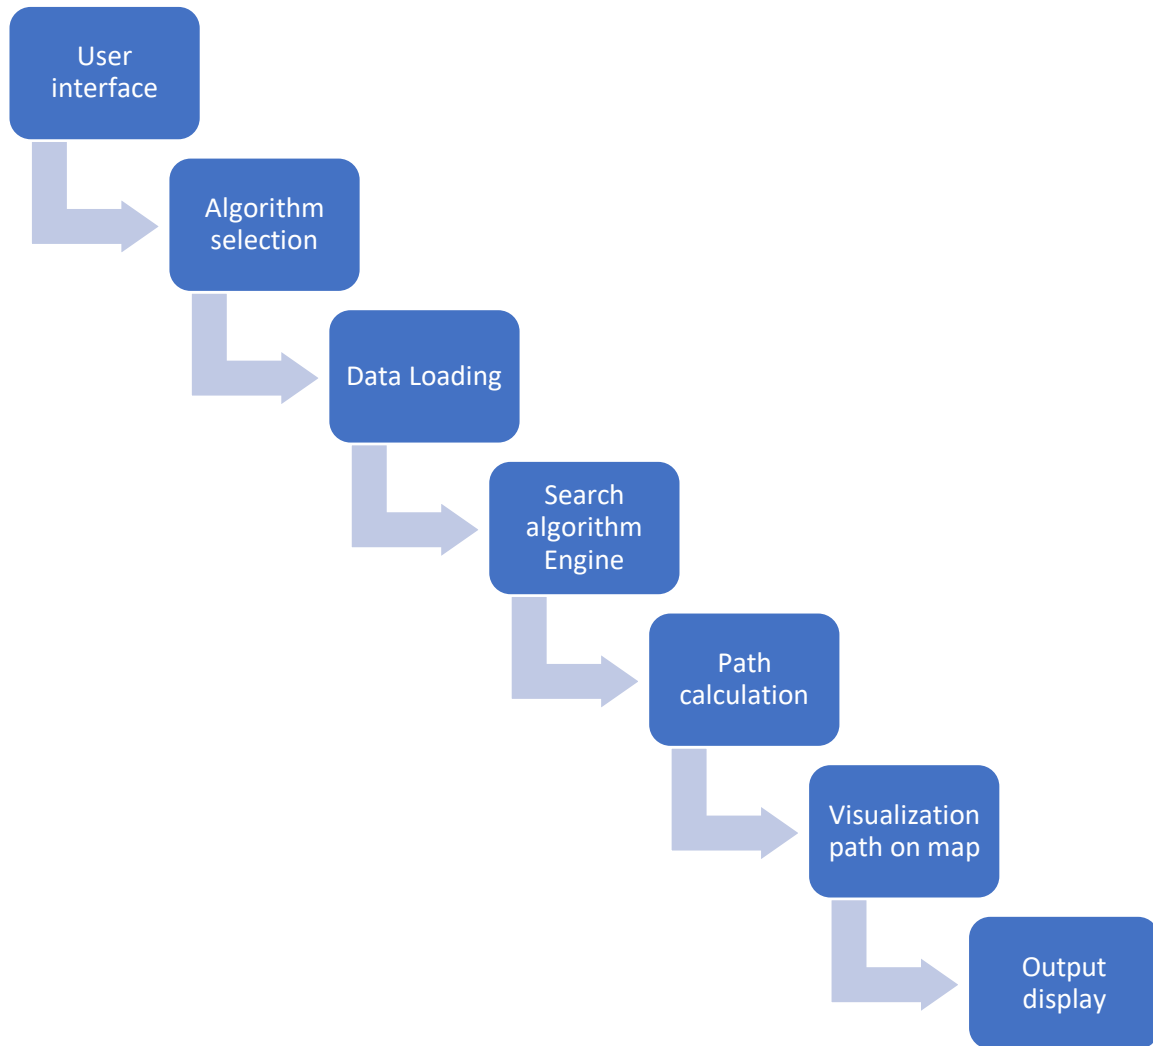 User
interface
Algorithm
selection
Data Loading
Search
algorithm
Engine
Path
calculation
Visualization
path on map
Output
display